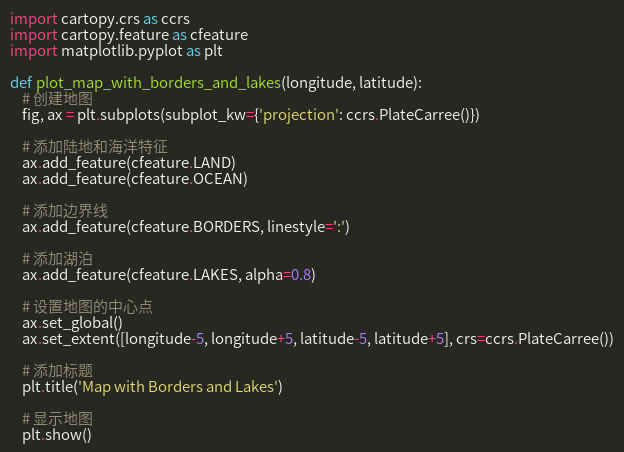 import cartopy.crs as ccrs
import cartopy.feature as cfeature
import matplotlib.pyplot as plt

def plot_map_with_borders_and_lakes(longitude, latitude):
    # 创建地图
    fig, ax = plt.subplots(subplot_kw={'projection': ccrs.PlateCarree()})

    # 添加陆地和海洋特征
    ax.add_feature(cfeature.LAND)
    ax.add_feature(cfeature.OCEAN)

    # 添加边界线
    ax.add_feature(cfeature.BORDERS, linestyle=':')

    # 添加湖泊
    ax.add_feature(cfeature.LAKES, alpha=0.8)

    # 设置地图的中心点
    ax.set_global()
    ax.set_extent([longitude-5, longitude+5, latitude-5, latitude+5], crs=ccrs.PlateCarree())

    # 添加标题
    plt.title('Map with Borders and Lakes')

    # 显示地图
    plt.show()